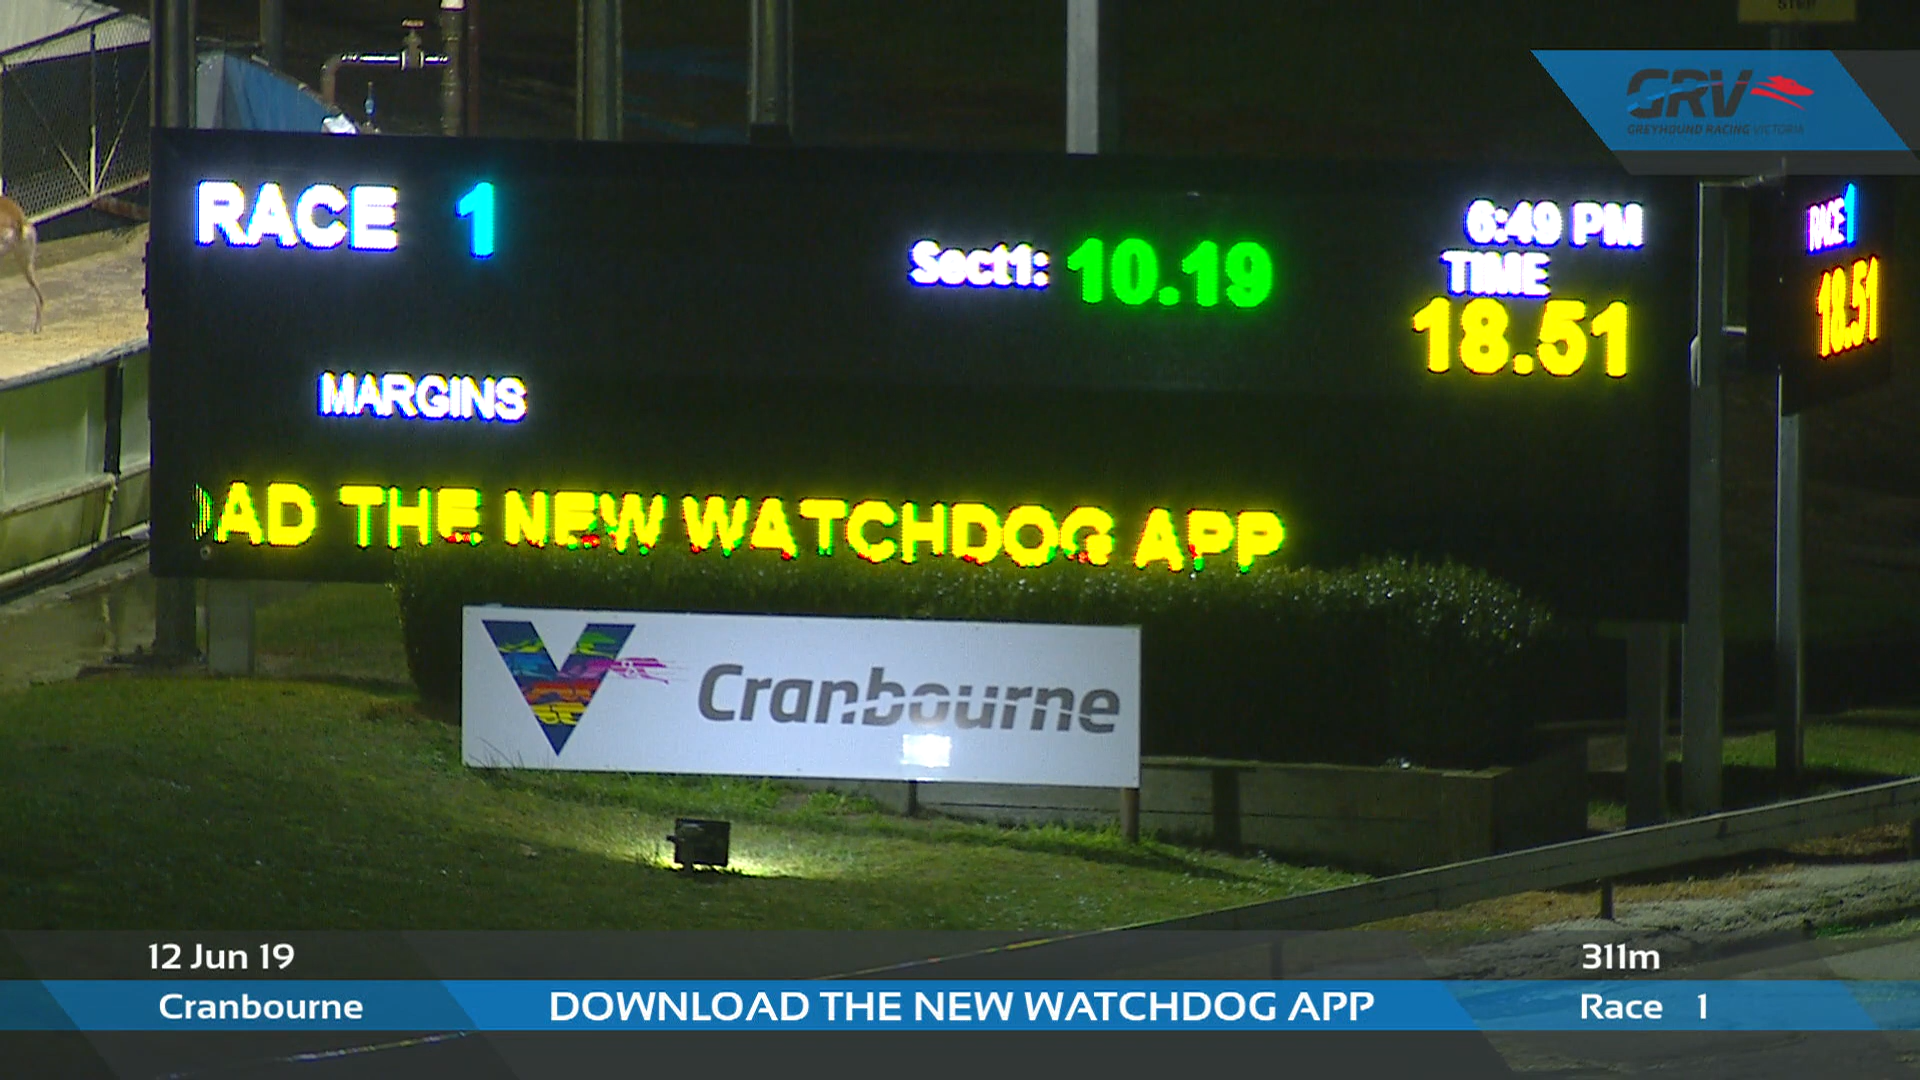 STEP
GRV
GREYHOUND RACING VICTORIA
RACE 1
6:49 PM
Sect1: 10.19
TIME
18.51
RACE 1
18.51
MARGINS
AD THE NEW WATCHDOG APP
Cranbourne
12 Jun 19
311m
Cranbourne
DOWNLOAD THE NEW WATCHDOG APP
Race 1